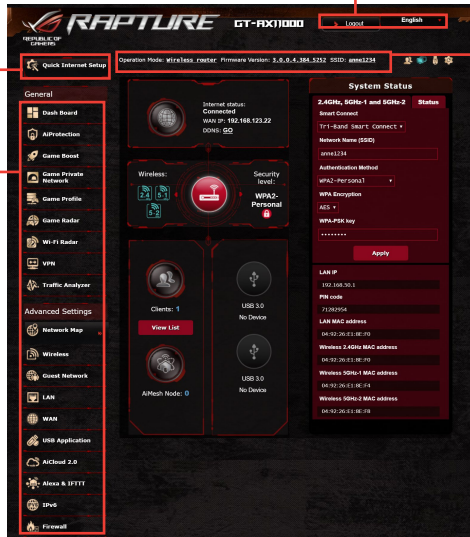 REPUBLIC OF
GAMERS
RAPTURE GT-AX11000
Logout English
Quick Internet Setup
Operation Mode: Wireless router Firmware Version: 3.0.0.4.384_5252 SSID: anne1234
General
Dash Board
AiProtection
Game Boost
Game Private
Network
Game Profile
Game Radar
Wi-Fi Radar
VPN
Traffic Analyzer
Advanced Settings
Network Map
Wireless
Guest Network
LAN
WAN
USB Application
AiCloud 2.0
Alexa & IFTTT
IPv6
Firewall
Internet status:
Connected
WAN IP: 192.168.123.22
DDNS: GO
Wireless:
2.4 5-1
5-2
Security
level:
WPA2-
Personal
Clients: 1
View List
AiMesh Node: 0
USB 3.0
No Device
USB 3.0
No Device
System Status
2.4GHz, 5GHz-1 and 5GHz-2 Status
Smart Connect
Tri-Band Smart Connect
Network Name (SSID)
anne1234
Authentication Method
WPA2-Personal
WPA Encryption
AES
WPA-PSK key
••••••••
Apply
LAN IP
192.168.50.1
PIN code
71282954
LAN MAC address
04:92:26:E1:8E:F0
Wireless 2.4GHz MAC address
04:92:26:E1:8E:F0
Wireless 5GHz-1 MAC address
04:92:26:E1:8E:F4
Wireless 5GHz-2 MAC address
04:92:26:E1:8E:F8